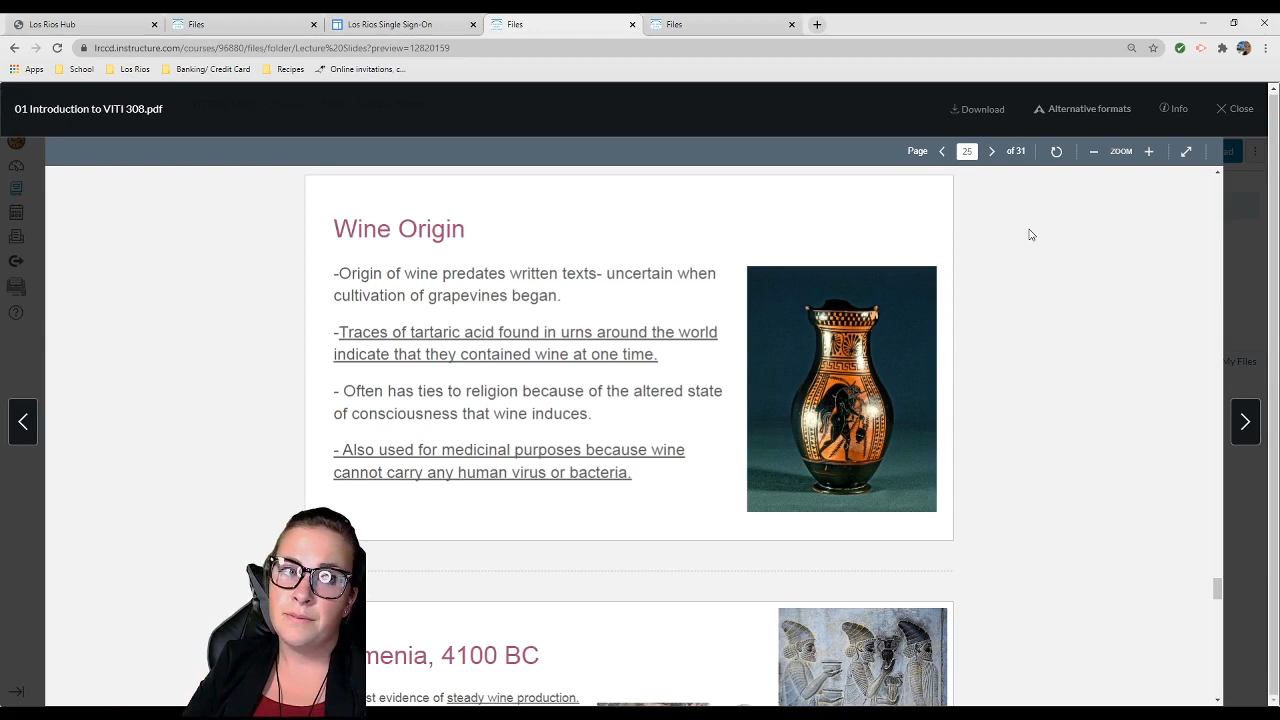 Los Rios Hub
Files
Los Rios Single Sign-On
Files
Files
lrccd.instructure.com/courses/96880/files/folder/Lecture%20Slides?preview=12820159
Apps School Los Rios Banking/ Credit Card Recipes Online invitations, c...
01 Introduction to VITI 308.pdf
Download Alternative formats Info Close
Page 25 of 31 ZOOM
Wine Origin
-Origin of wine predates written texts- uncertain when
cultivation of grapevines began.
-Traces of tartaric acid found in urns around the world
indicate that they contained wine at one time.
- Often has ties to religion because of the altered state
of consciousness that wine induces.
- Also used for medicinal purposes because wine
cannot carry any human virus or bacteria.
My Files
menia, 4100 BC
st evidence of steady wine production.